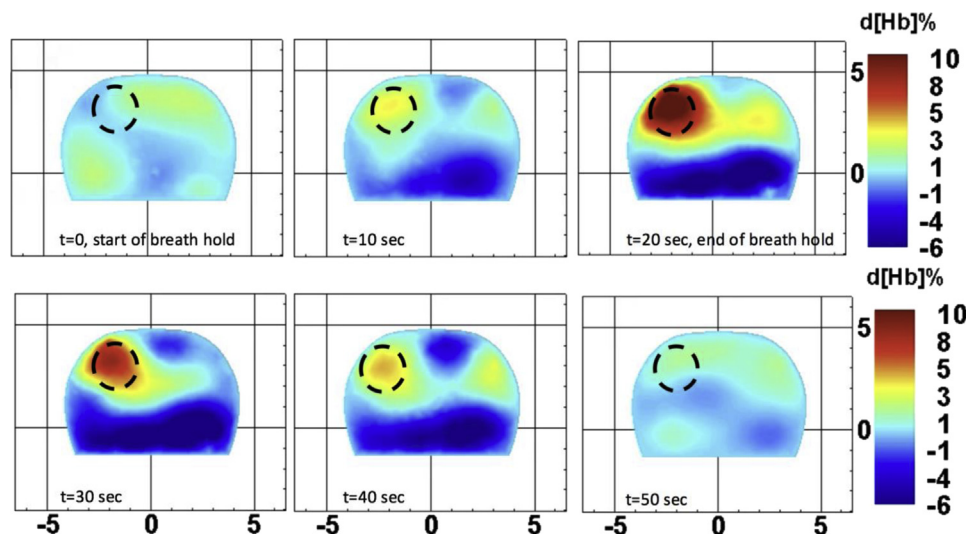 d[Hb]%
10
8
5
3
1
-1
-4
-6
5
0
t=0, start of breath hold
t=10 sec
t=20 sec, end of breath hold
d[Hb]%
10
8
5
3
1
-1
-4
-6
5
0
t=30 sec
t=40 sec
t=50 sec
-5 0 5 -5 0 5 -5 0 5